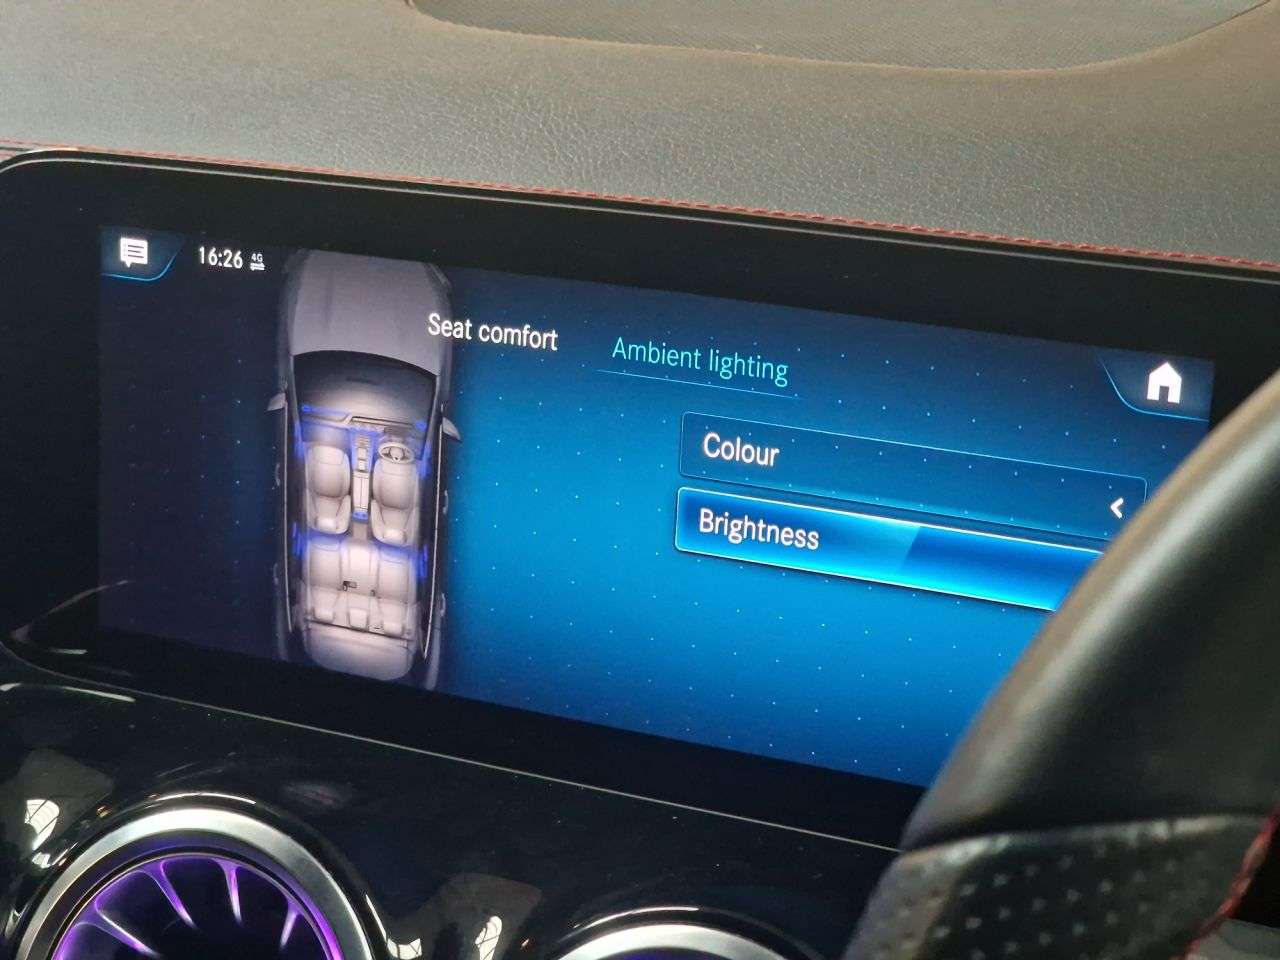 16:26 4G
Seat comfort
Ambient lighting
Colour
Brightness